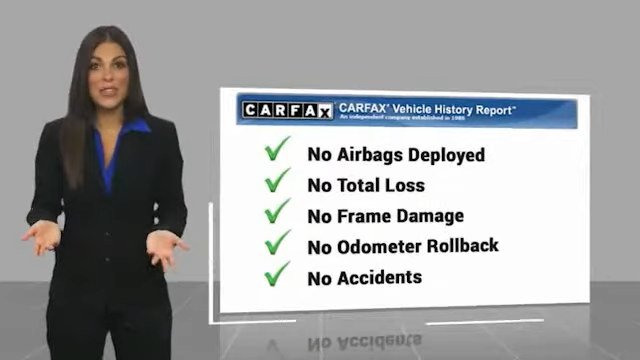 CARFAX CARFAX Vehicle History Report™
An independent company established in 1986
No Airbags Deployed
No Total Loss
No Frame Damage
No Odometer Rollback
No Accidents